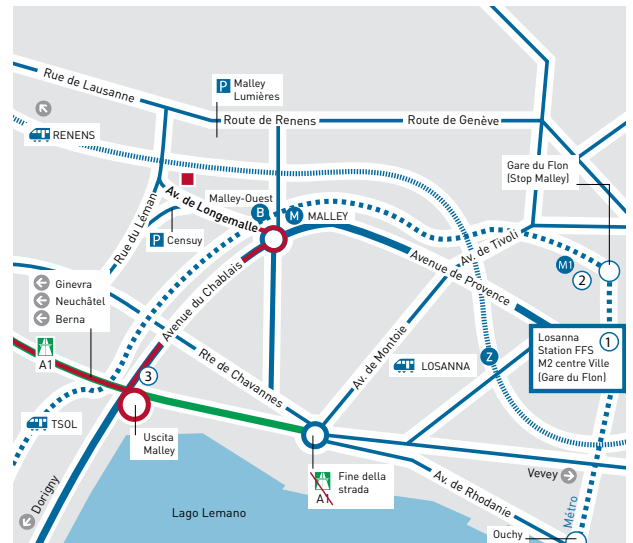 Rue de Lausanne
P Malley
Lumières
Route de Renens
Route de Genève
RENENS
Gare du Flon
(Stop Malley)
Av. de Longemalle
Malley-Ouest
B
M MALLEY
Rue du Léman
P Censuy
Av. de Tivoli
M1
2
Avenue de Provence
Ginevra
Neuchâtel
Berna
Avenue du Chablais
A1
Losanna
Station FFS
M2 centre Ville
(Gare du Flon)
1
Z
LOSANNA
Av. de Montoie
Rte de Chavannes
3
TSOL
Uscita
Malley
Fine della
strada
A1
Vevey
Av. de Rhodanie
Dorigny
Lago Lemano
Métro
Ouchy